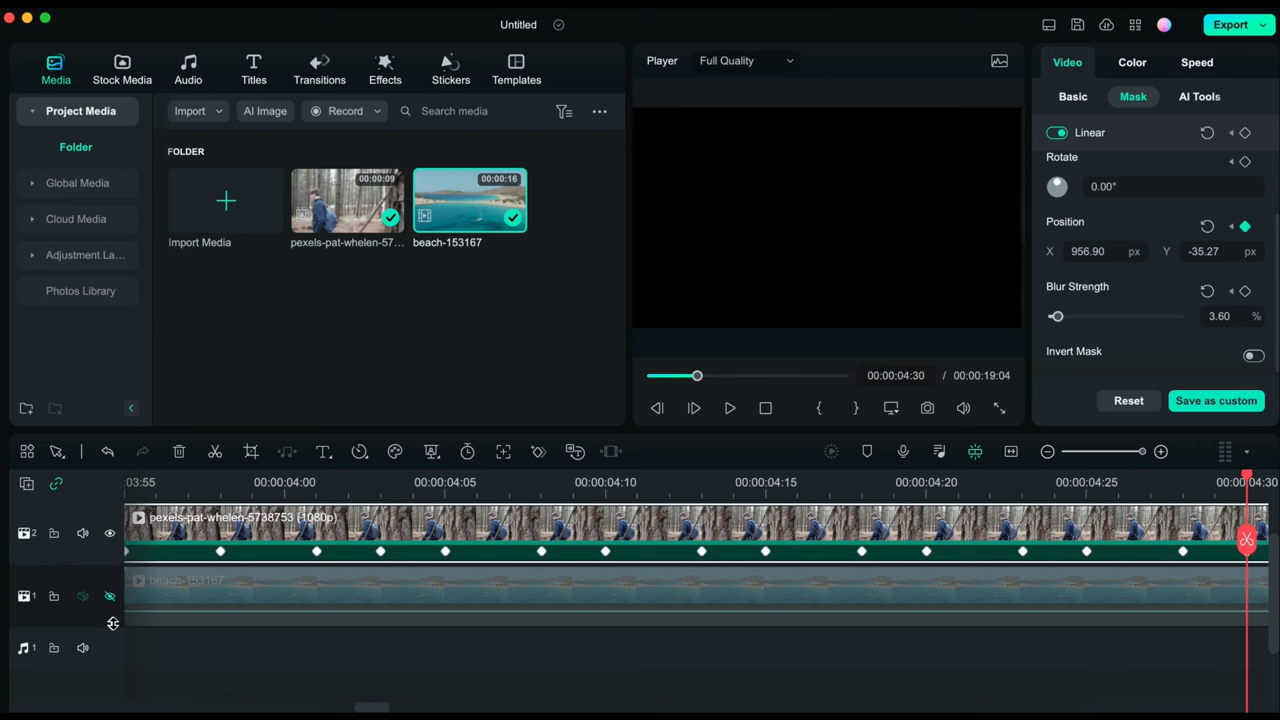 Untitled
Export
Media
Stock Media
Audio
Titles
Transitions
Effects
Stickers
Templates
Player
Full Quality
Video
Color
Speed
Project Media
Import
AI Image
Record
Search media
Basic
Mask
AI Tools
Folder
FOLDER
Linear
Global Media
Cloud Media
Adjustment La...
Photos Library
00:00:09
00:00:16
Import Media
pexels-pat-whelen-57...
beach-153167
Rotate
0.00°
Position
X 956.90 px Y -35.27 px
Blur Strength
3.60 %
Invert Mask
Reset
Save as custom
00:00:04:30 / 00:00:19:04
:03:55
00:00:04:00
00:00:04:05
00:00:04:10
00:00:04:15
00:00:04:20
00:00:04:25
00:00:04:30
2
pexels-pat-whelen-5738753 (1080p)
1
beach-153167
1